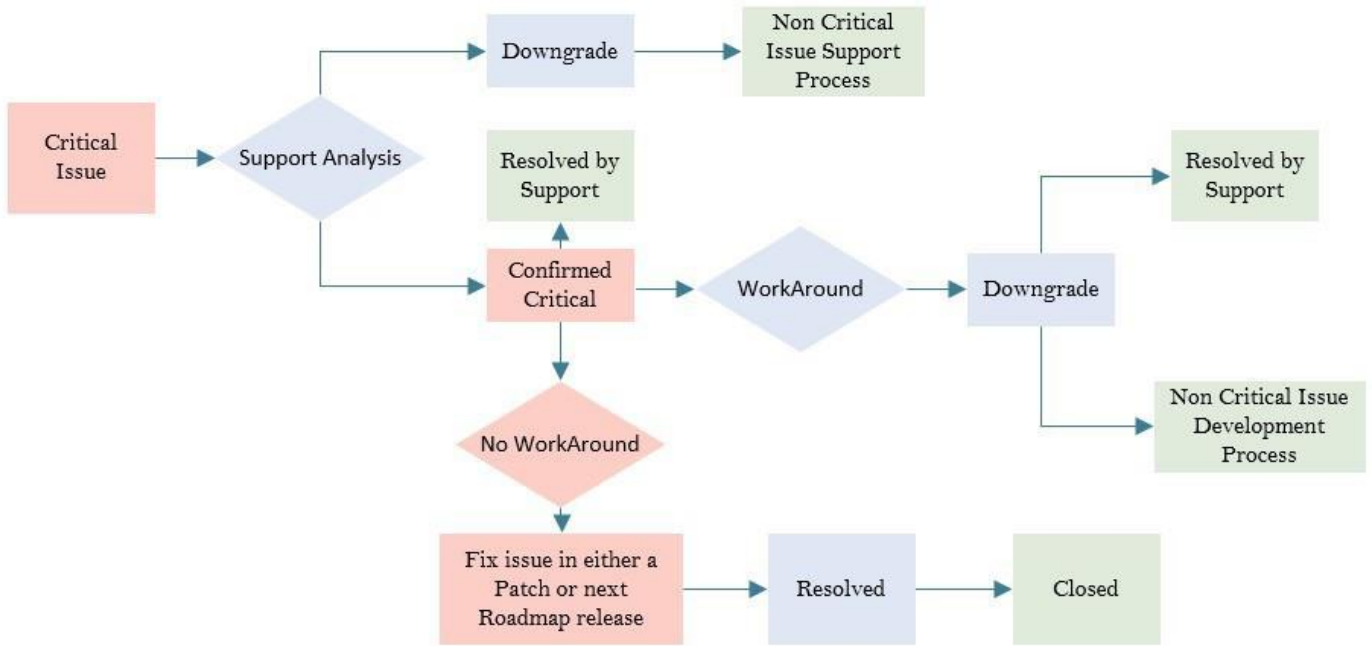 Non Critical
Issue Support
Process
Downgrade
Critical
Issue
Support Analysis
Resolved by
Support
Resolved by
Support
Confirmed
Critical
WorkAround
Downgrade
Non Critical Issue
Development
Process
No WorkAround
Fix issue in either a
Patch or next
Roadmap release
Resolved
Closed